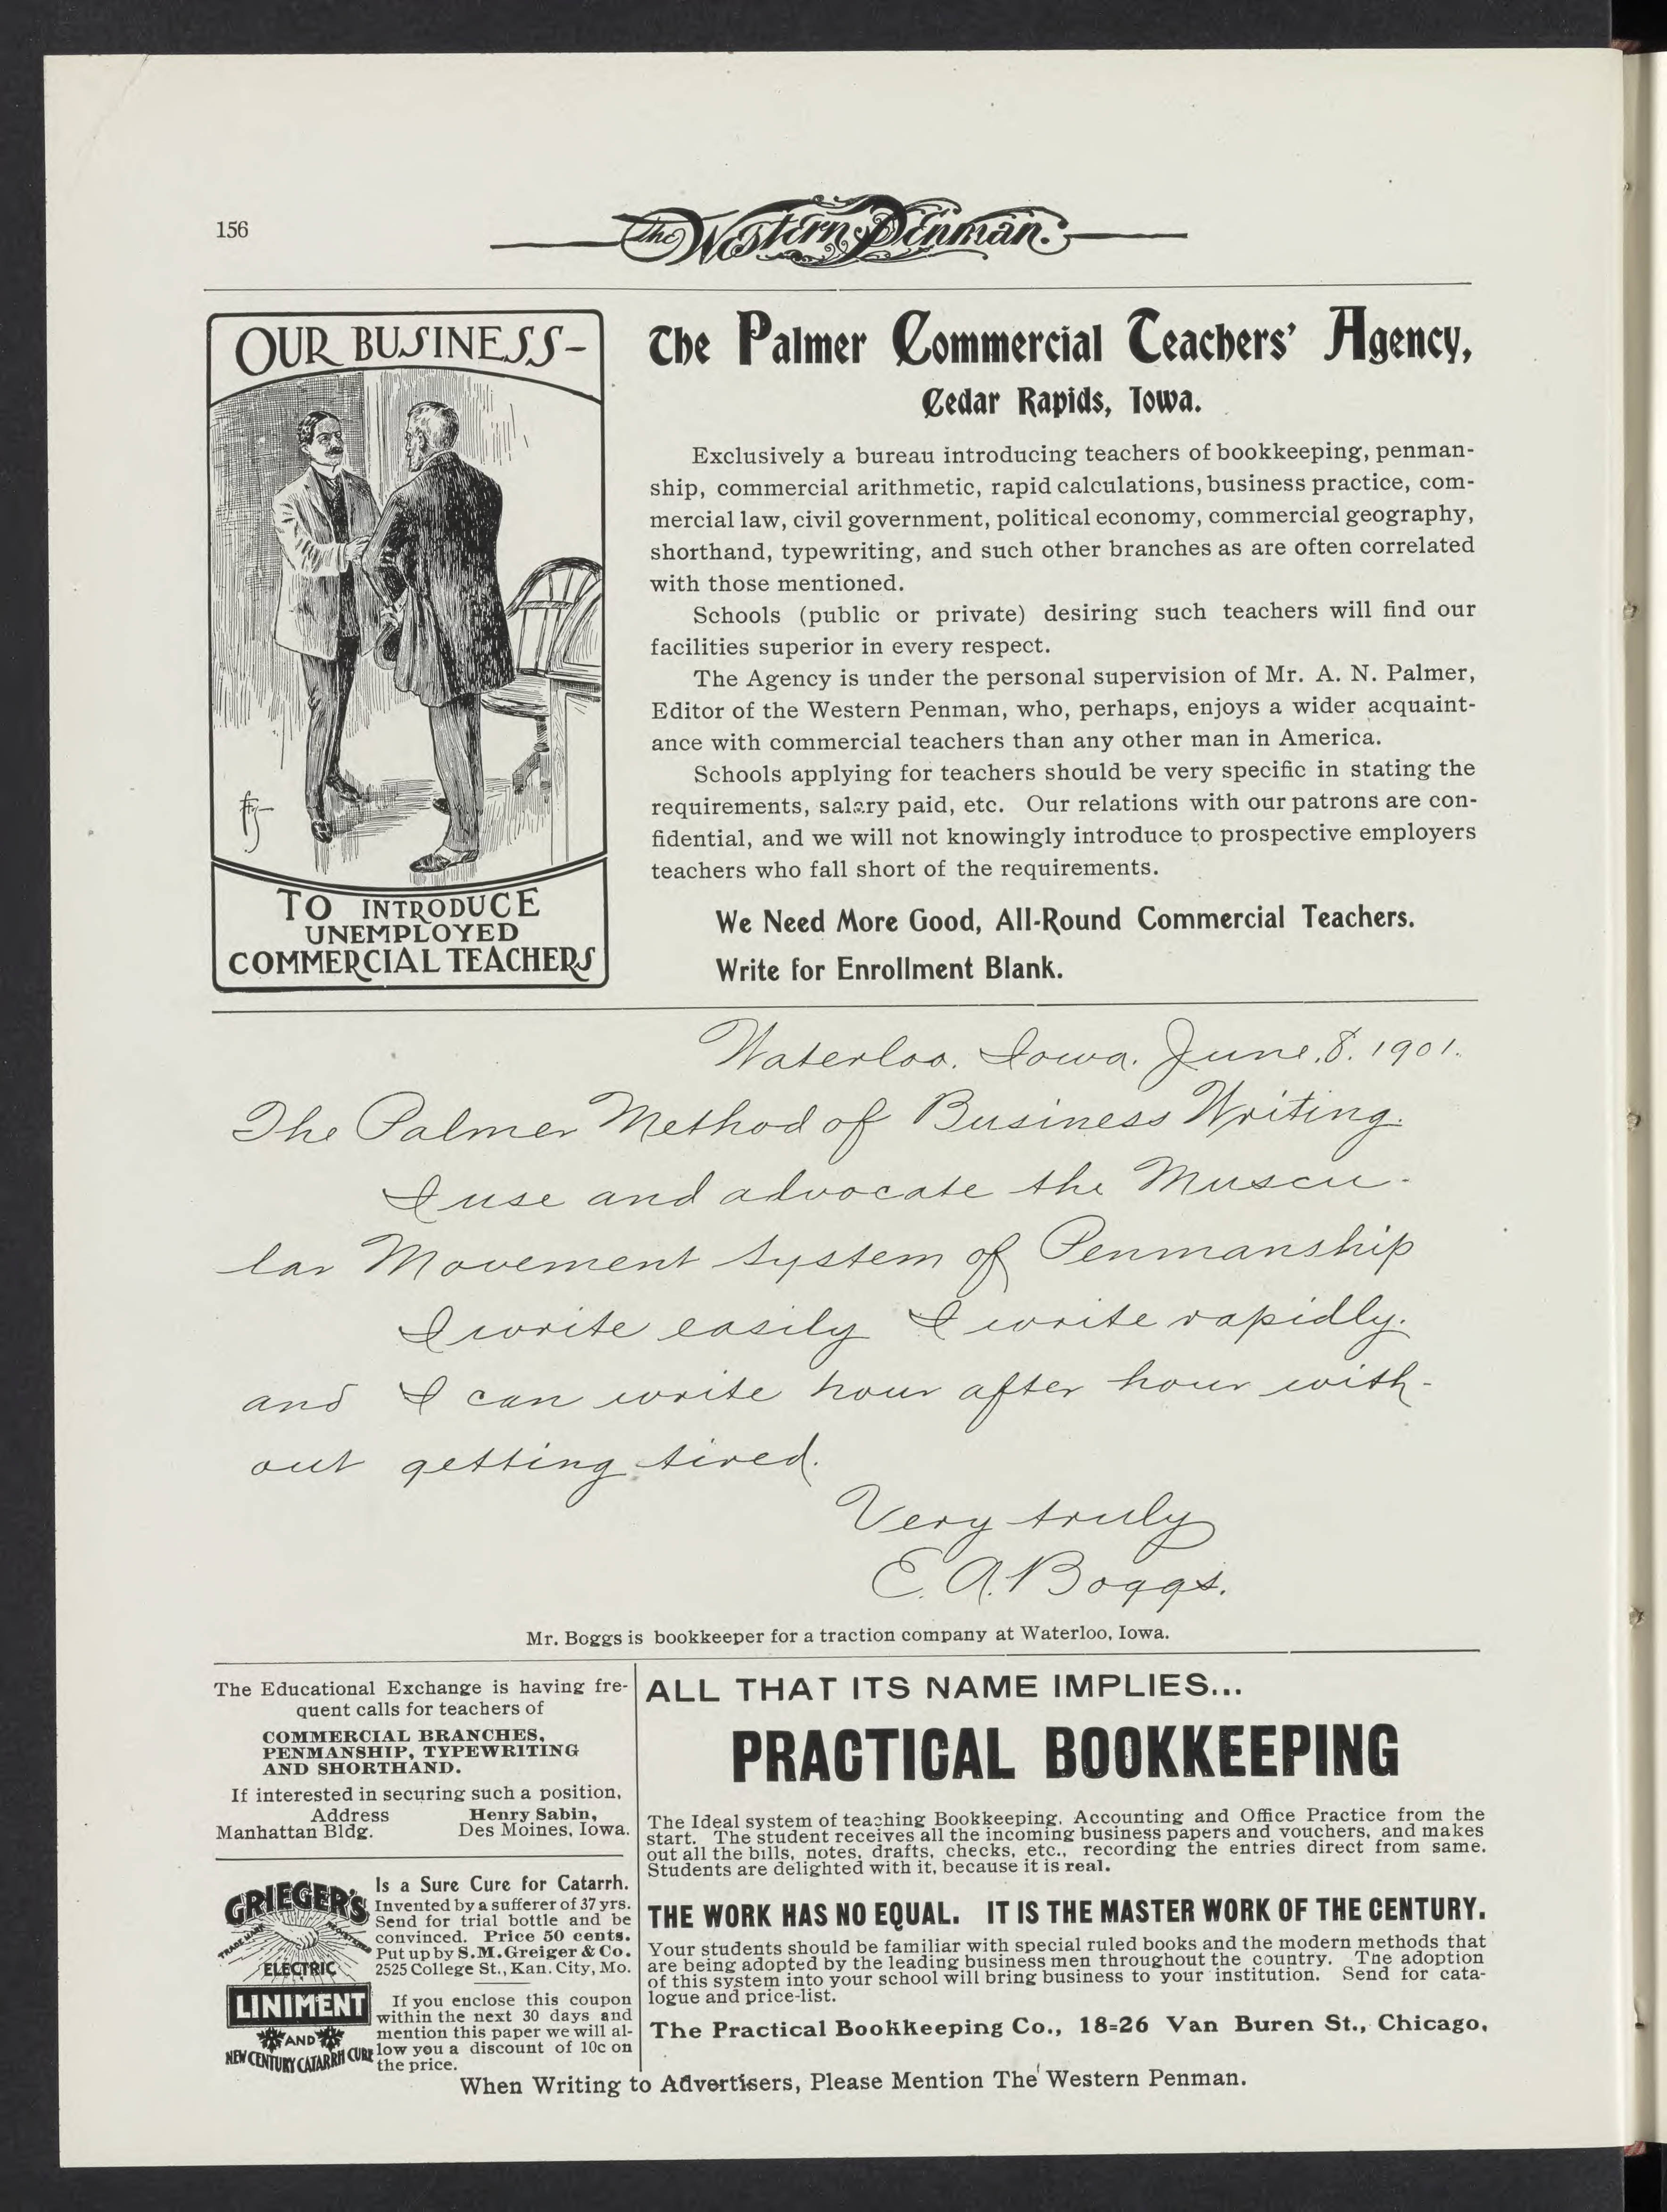 156
The Western Penman.
OUR BUSINESS-
TO INTRODUCE
UNEMPLOYED
COMMERCIAL TEACHERS
The Palmer Commercial Teachers' Agency,
Cedar Rapids, Iowa.
Exclusively a bureau introducing teachers of bookkeeping, penman-
ship, commercial arithmetic, rapid calculations, business practice, com-
mercial law, civil government, political economy, commercial geography,
shorthand, typewriting, and such other branches as are often correlated
with those mentioned.
Schools (public or private) desiring such teachers will find our
facilities superior in every respect.
The Agency is under the personal supervision of Mr. A. N. Palmer,
Editor of the Western Penman, who, perhaps, enjoys a wider acquaint-
ance with commercial teachers than any other man in America.
Schools applying for teachers should be very specific in stating the
requirements, salary paid, etc. Our relations with our patrons are con-
fidential, and we will not knowingly introduce to prospective employers
teachers who fall short of the requirements.
We Need More Good, All-Round Commercial Teachers.
Write for Enrollment Blank.
Waterloo. Iowa. June. 8. 1901.
The Palmer Method of Business Writing.
I use and advocate the Muscu-
lar Movement System of Penmanship
I write easily I write rapidly.
and I can write hour after hour with-
out getting tired.
Very truly
E. A. Boggs.
Mr. Boggs is bookkeeper for a traction company at Waterloo, Iowa.
The Educational Exchange is having fre-
quent calls for teachers of
COMMERCIAL BRANCHES,
PENMANSHIP, TYPEWRITING
AND SHORTHAND.
If interested in securing such a position,
Address Henry Sabin,
Manhattan Bldg. Des Moines, Iowa.
GRIEGER'S
TRADE MARK REGISTERED
ELECTRIC
LINIMENT
AND
NEW CENTURY CATARRH CURE
Is a Sure Cure for Catarrh.
Invented by a sufferer of 37 yrs.
Send for trial bottle and be
convinced. Price 50 cents.
Put up by S. M. Greiger & Co.
2525 College St., Kan. City, Mo.
If you enclose this coupon
within the next 30 days and
mention this paper we will al-
low you a discount of 10c on
the price.
ALL THAT ITS NAME IMPLIES...
PRACTICAL BOOKKEEPING
The Ideal system of teaching Bookkeeping, Accounting and Office Practice from the
start. The student receives all the incoming business papers and vouchers, and makes
out all the bills, notes, drafts, checks, etc., recording the entries direct from same.
Students are delighted with it, because it is real.
THE WORK HAS NO EQUAL. IT IS THE MASTER WORK OF THE CENTURY.
Your students should be familiar with special ruled books and the modern methods that
are being adopted by the leading business men throughout the country. The adoption
of this system into your school will bring business to your institution. Send for cata-
logue and price-list.
The Practical Bookkeeping Co., 18=26 Van Buren St., Chicago,
When Writing to Advertisers, Please Mention The Western Penman.